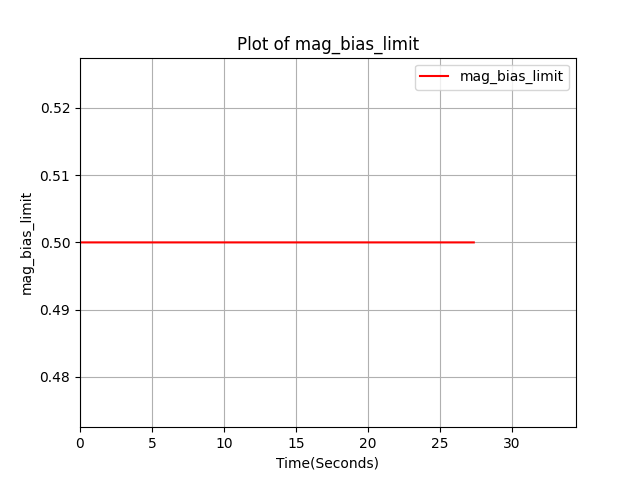 Plot of mag_bias_limit
mag_bias_limit
0.52
0.51
0.50
0.49
0.48
mag_bias_limit
0 5 10 15 20 25 30
Time(Seconds)